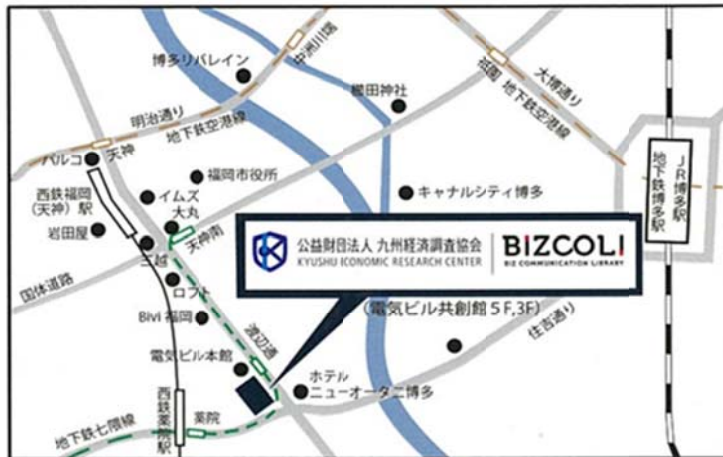 博多リバレイン
中洲川端
祇園
地下鉄空港線
大博通り
櫛田神社
明治通り
地下鉄空港線
天神
パルコ
西鉄福岡
(天神)駅
福岡市役所
イムズ
大丸
天神南
キャナルシティ博多
JR博多駅
地下鉄博多駅
岩田屋
三越
公益財団法人 九州経済調査協会
KYUSHU ICONOMIC RESEARCH CENTER
BIZCOLI
BIZ COMMUNICATION LIBRARY
国体道路
ロフト
(電気ビル共創館5F,3F)
Bivi 福岡
渡辺通
住吉通り
電気ビル本館
ホテル
ニューオータニ博多
地下鉄七隈線
薬院
西鉄薬院駅